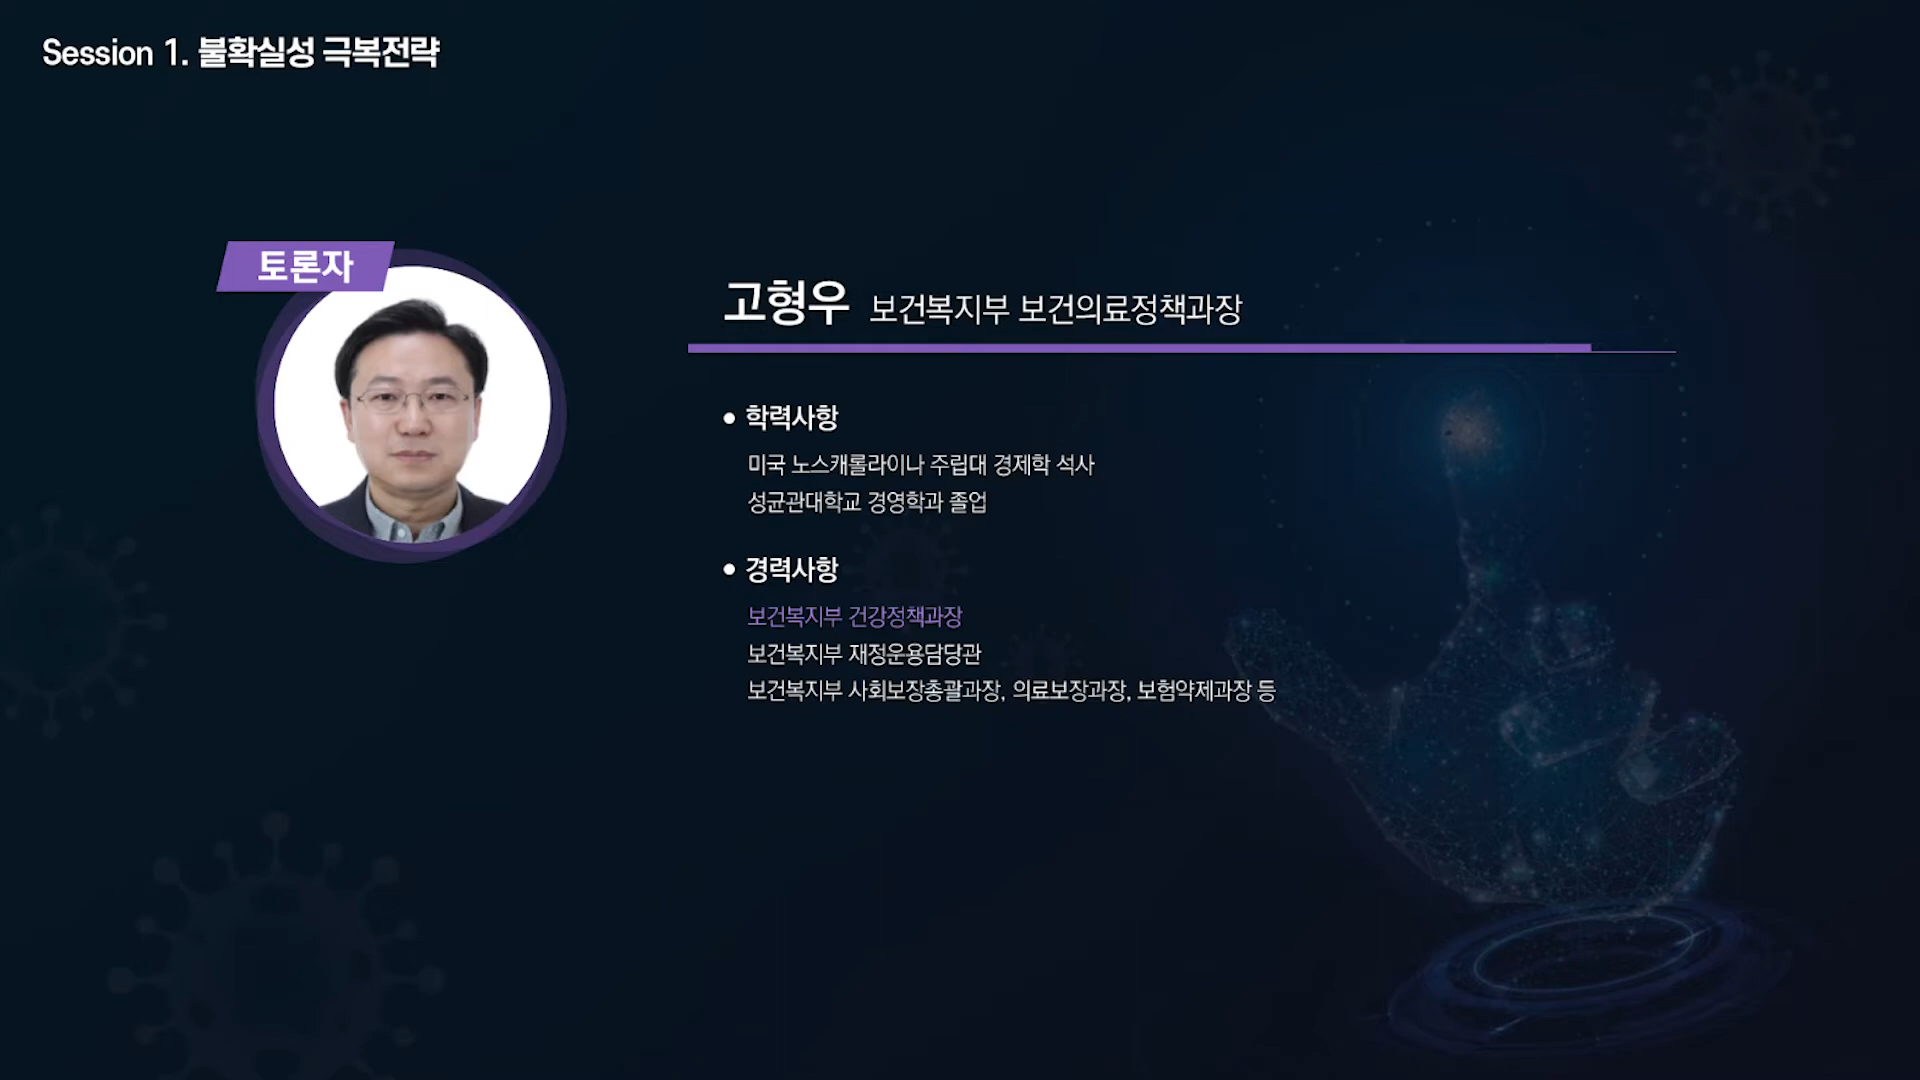 Session 1. 불확실성 극복전략
토론자
고형우 보건복지부 보건의료정책과장
• 학력사항
미국 노스캐롤라이나 주립대 경제학 석사
성균관대학교 경영학과 졸업
• 경력사항
보건복지부 건강정책과장
보건복지부 재정운용담당관
보건복지부 사회보장총괄과장, 의료보장과장, 보험약제과장 등